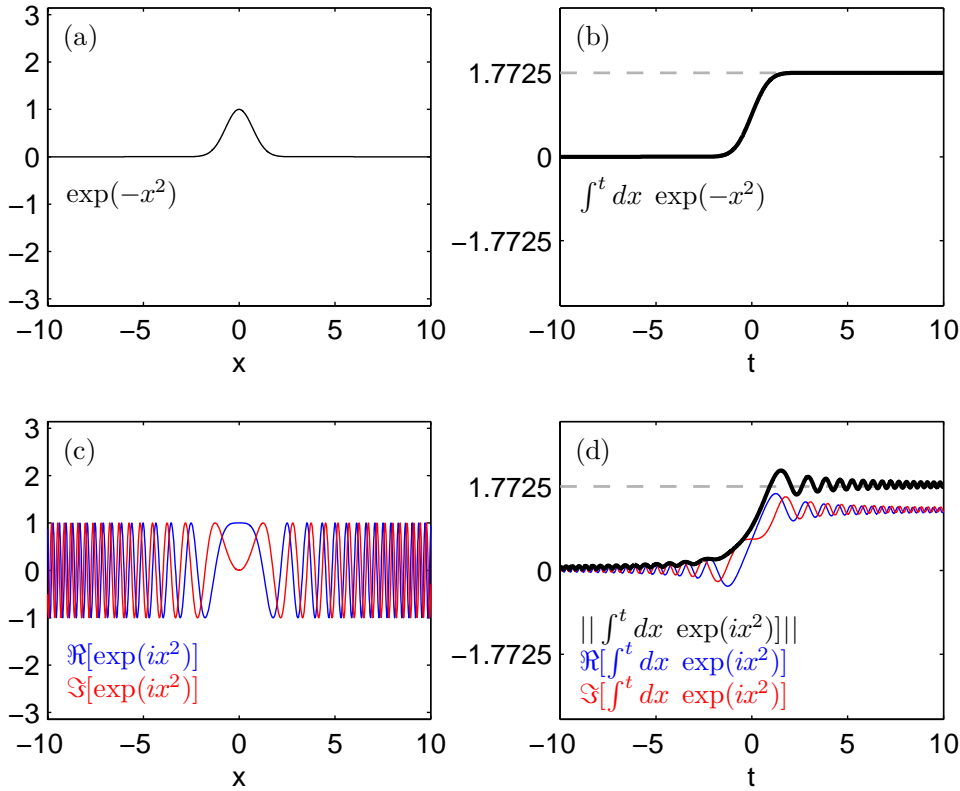 (a)
3
2
1
0
−1
−2
−3
exp(−x²)
−10 −5 0 5 10
x
(b)
1.7725
0
−1.7725
∫ᵗ dx exp(−x²)
−10 −5 0 5 10
t
(c)
3
2
1
0
−1
−2
−3
ℜ[exp(ix²)]
ℑ[exp(ix²)]
−10 −5 0 5 10
x
(d)
1.7725
0
−1.7725
|| ∫ᵗ dx exp(ix²)]||
ℜ[∫ᵗ dx exp(ix²)]
ℑ[∫ᵗ dx exp(ix²)]
−10 −5 0 5 10
t